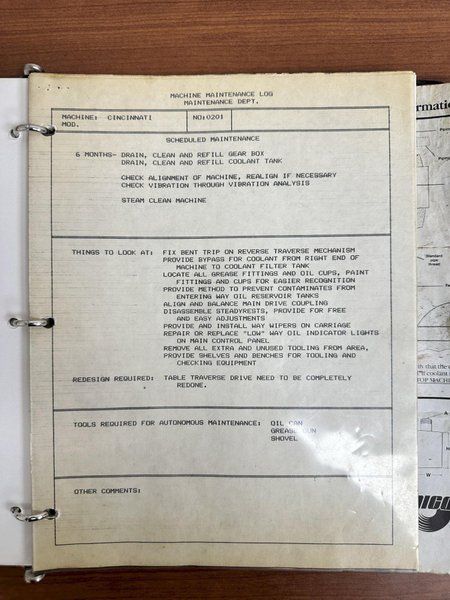 MACHINE MAINTENANCE LOG
MAINTENANCE DEPT.
MACHINE: CINCINNATI NO:0201
MOD.
SCHEDULED MAINTENANCE
6 MONTHS- DRAIN, CLEAN AND REFILL GEAR BOX
DRAIN, CLEAN AND REFILL COOLANT TANK
CHECK ALIGNMENT OF MACHINE, REALIGN IF NECESSARY
CHECK VIBRATION THROUGH VIBRATION ANALYSIS
STEAM CLEAN MACHINE
THINGS TO LOOK AT: FIX BENT TRIP ON REVERSE TRAVERSE MECHANISM
PROVIDE BYPASS FOR COOLANT FROM RIGHT END OF
MACHINE TO COOLANT FILTER TANK
LOCATE ALL GREASE FITTINGS AND OIL CUPS, PAINT
FITTINGS AND CUPS FOR EASIER RECOGNITION
PROVIDE METHOD TO PREVENT CONTAMINATES FROM
ENTERING WAY OIL RESERVOIR TANKS
ALIGN AND BALANCE MAIN DRIVE COUPLING
DISASSEMBLE STEADYRESTS, PROVIDE FOR FREE
AND EASY ADJUSTMENTS
PROVIDE AND INSTALL WAY WIPERS ON CARRIAGE
REPAIR OR REPLACE "LOW" WAY OIL INDICATOR LIGHTS
ON MAIN CONTROL PANEL
REMOVE ALL EXTRA AND UNUSED TOOLING FROM AREA,
PROVIDE SHELVES AND BENCHES FOR TOOLING AND
CHECKING EQUIPMENT
REDESIGN REQUIRED: TABLE TRAVERSE DRIVE NEED TO BE COMPLETELY
REDONE.
TOOLS REQUIRED FOR AUTONOMOUS MAINTENANCE: OIL CAN
GREASE GUN
SHOVEL
OTHER COMMENTS:
Standard
pipe
thread
W